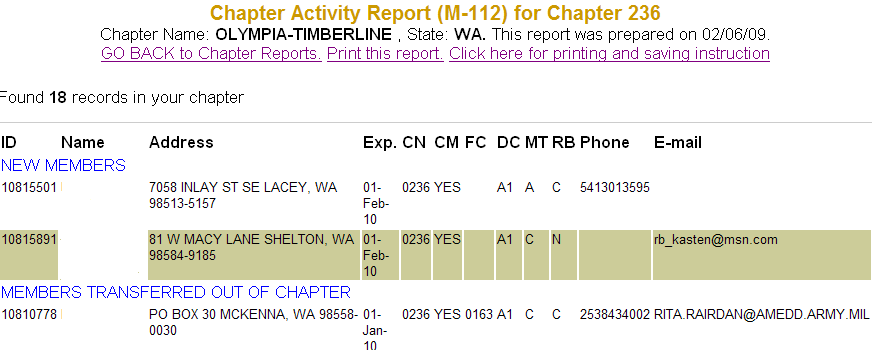 Chapter Activity Report (M-112) for Chapter 236
Chapter Name: OLYMPIA-TIMBERLINE , State: WA. This report was prepared on 02/06/09.
GO BACK to Chapter Reports. Print this report. Click here for printing and saving instruction
Found 18 records in your chapter
ID Name Address Exp. CN CM FC DC MT RB Phone E-mail
NEW MEMBERS
10815501 7058 INLAY ST SE LACEY, WA 01- 0236 YES A1 A C 5413013595
98513-5157 Feb-
10
10815891 81 W MACY LANE SHELTON, WA 01- 0236 YES A1 C N rb_kasten@msn.com
98584-9185 Feb-
10
MEMBERS TRANSFERRED OUT OF CHAPTER
10810778 PO BOX 30 MCKENNA, WA 98558- 01- 0236 YES 0163 A1 C C 2538434002 RITA.RAIRDAN@AMEDD.ARMY.MIL
0030 Jan-
10